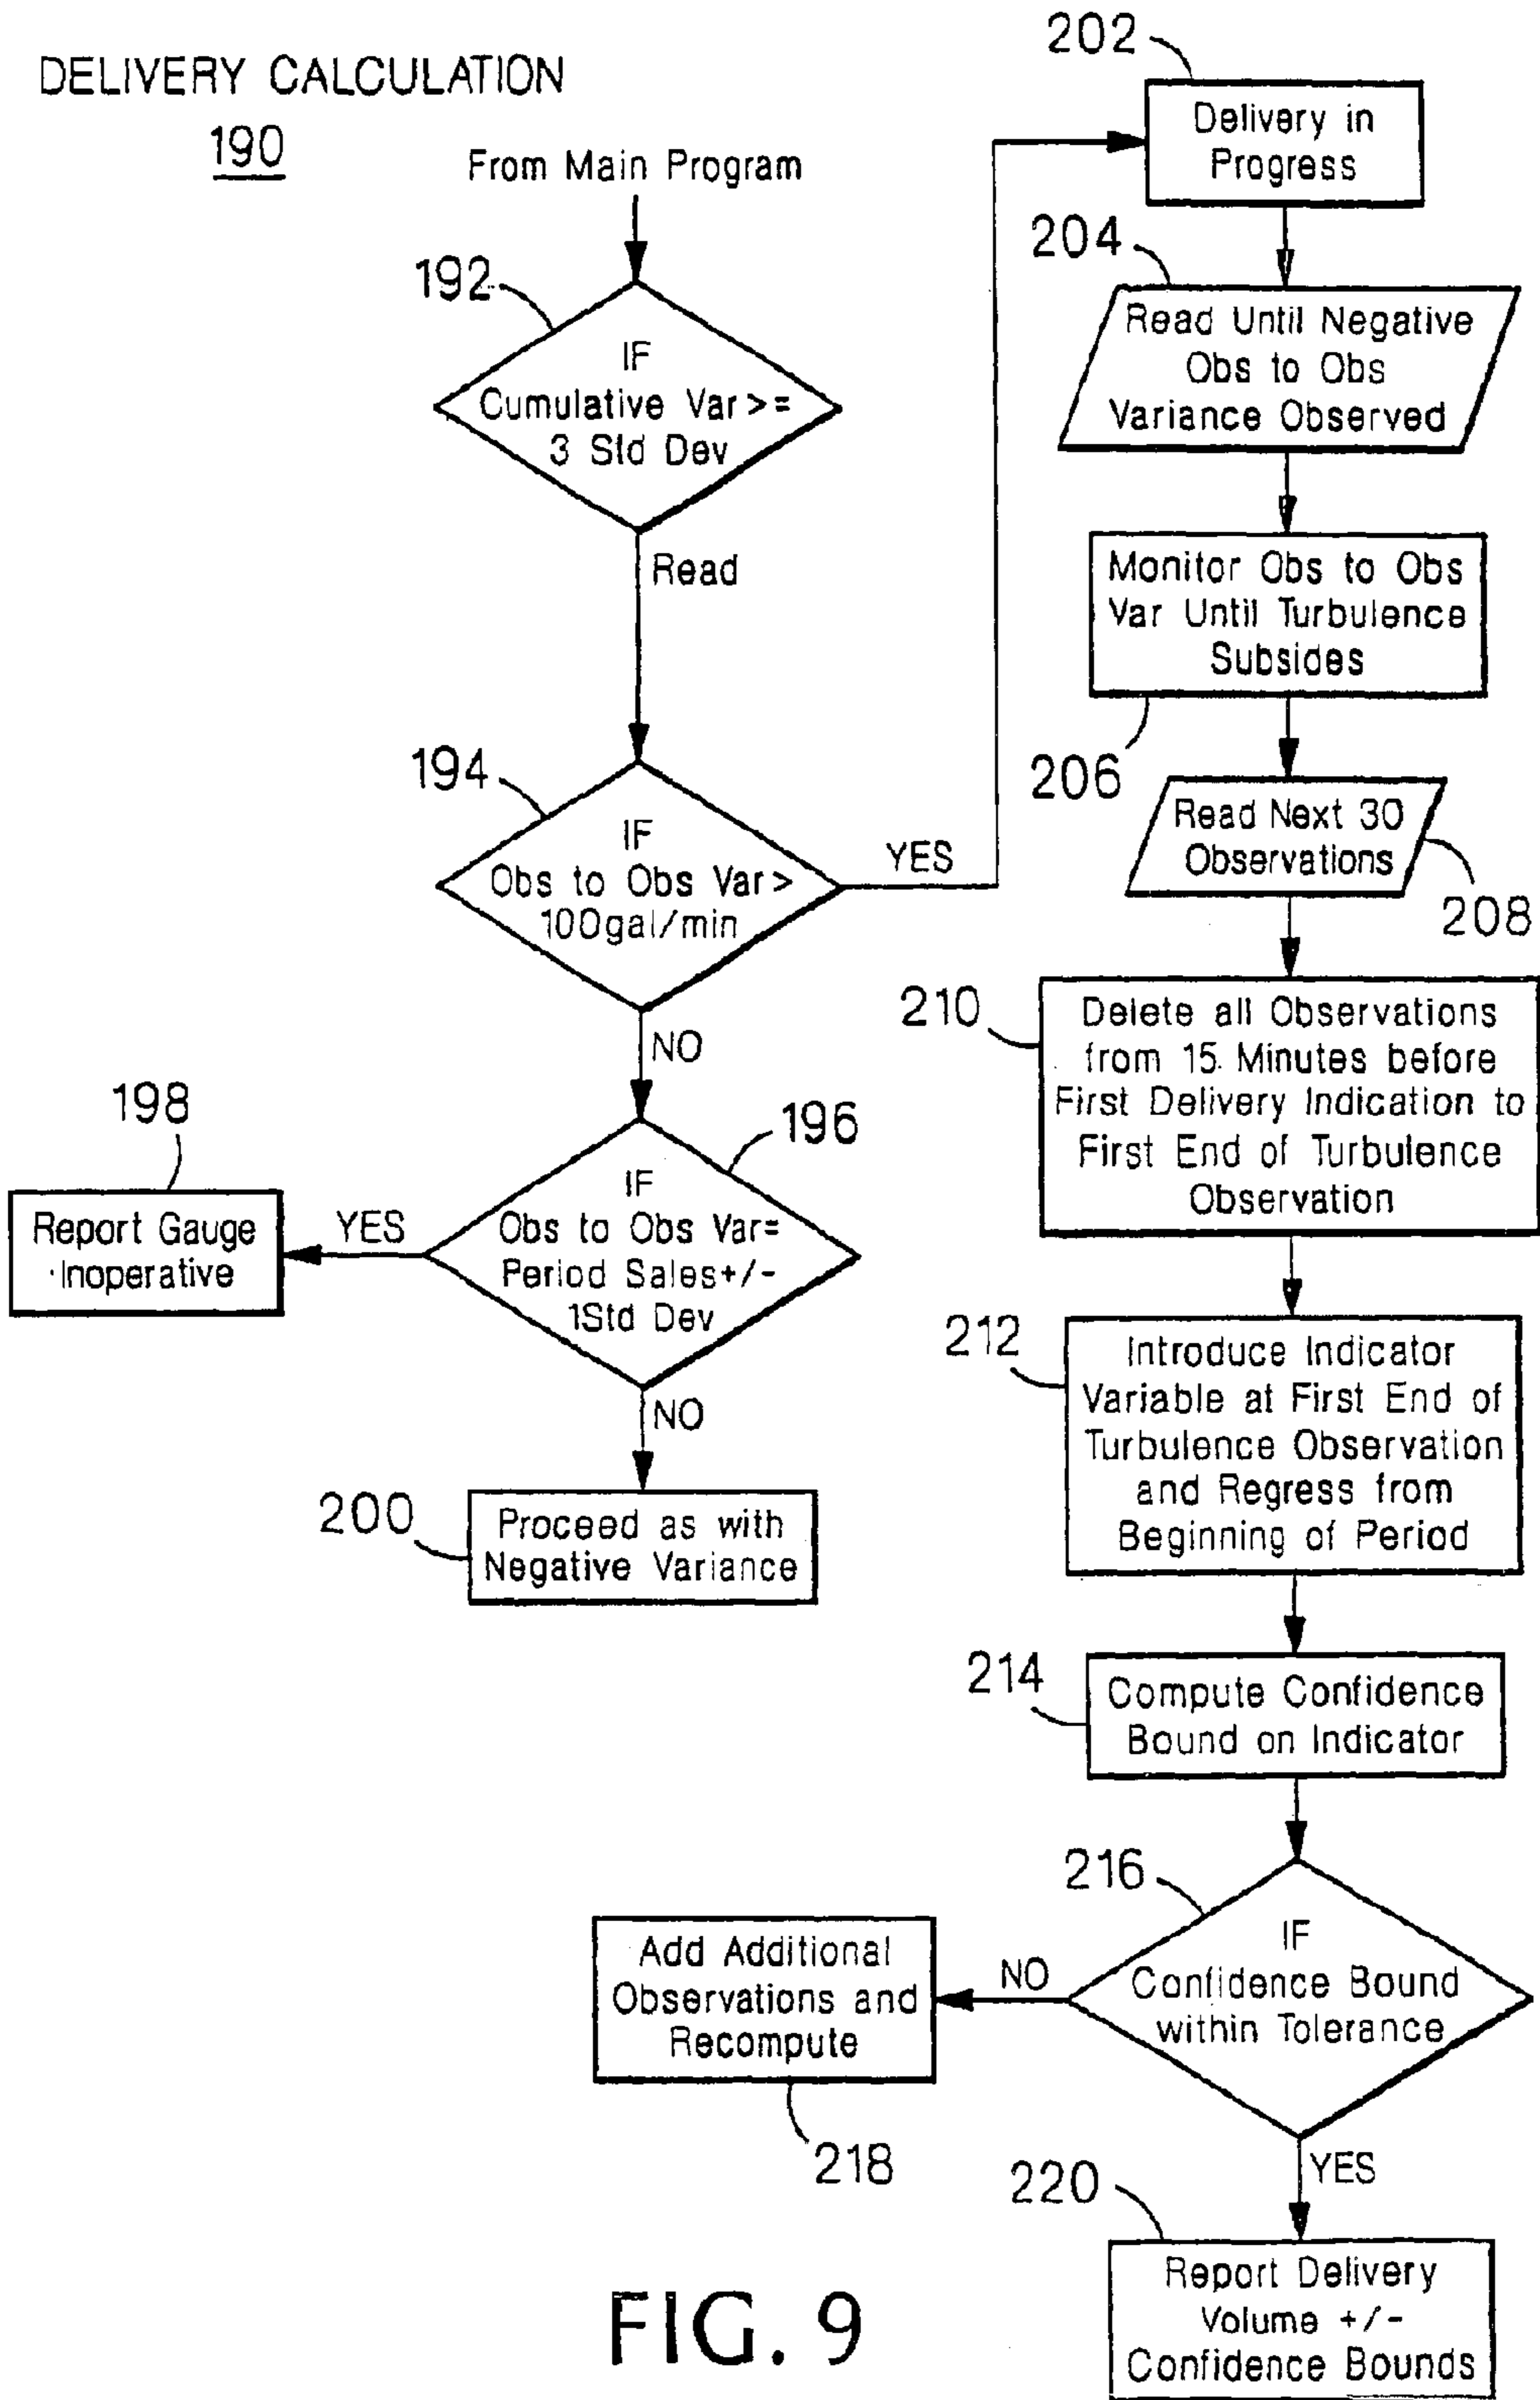 DELIVERY CALCULATION
190
From Main Program
192
IF
Cumulative Var >=
3 Std Dev
Read
194
IF
Obs to Obs Var >
100gal/min
YES
NO
196
IF
Obs to Obs Var=
Period Sales+/-
1Std Dev
YES
198
Report Gauge
Inoperative
NO
200
Proceed as with
Negative Variance
202
Delivery in
Progress
204
Read Until Negative
Obs to Obs
Variance Observed
Monitor Obs to Obs
Var Until Turbulence
Subsides
206
Read Next 30
Observations
208
210
Delete all Observations
from 15 Minutes before
First Delivery Indication to
First End of Turbulence
Observation
212
Introduce Indicator
Variable at First End of
Turbulence Observation
and Regress from
Beginning of Period
214
Compute Confidence
Bound on Indicator
216
IF
Confidence Bound
within Tolerance
NO
Add Additional
Observations and
Recompute
218
YES
220
Report Delivery
Volume +/-
Confidence Bounds
FIG. 9